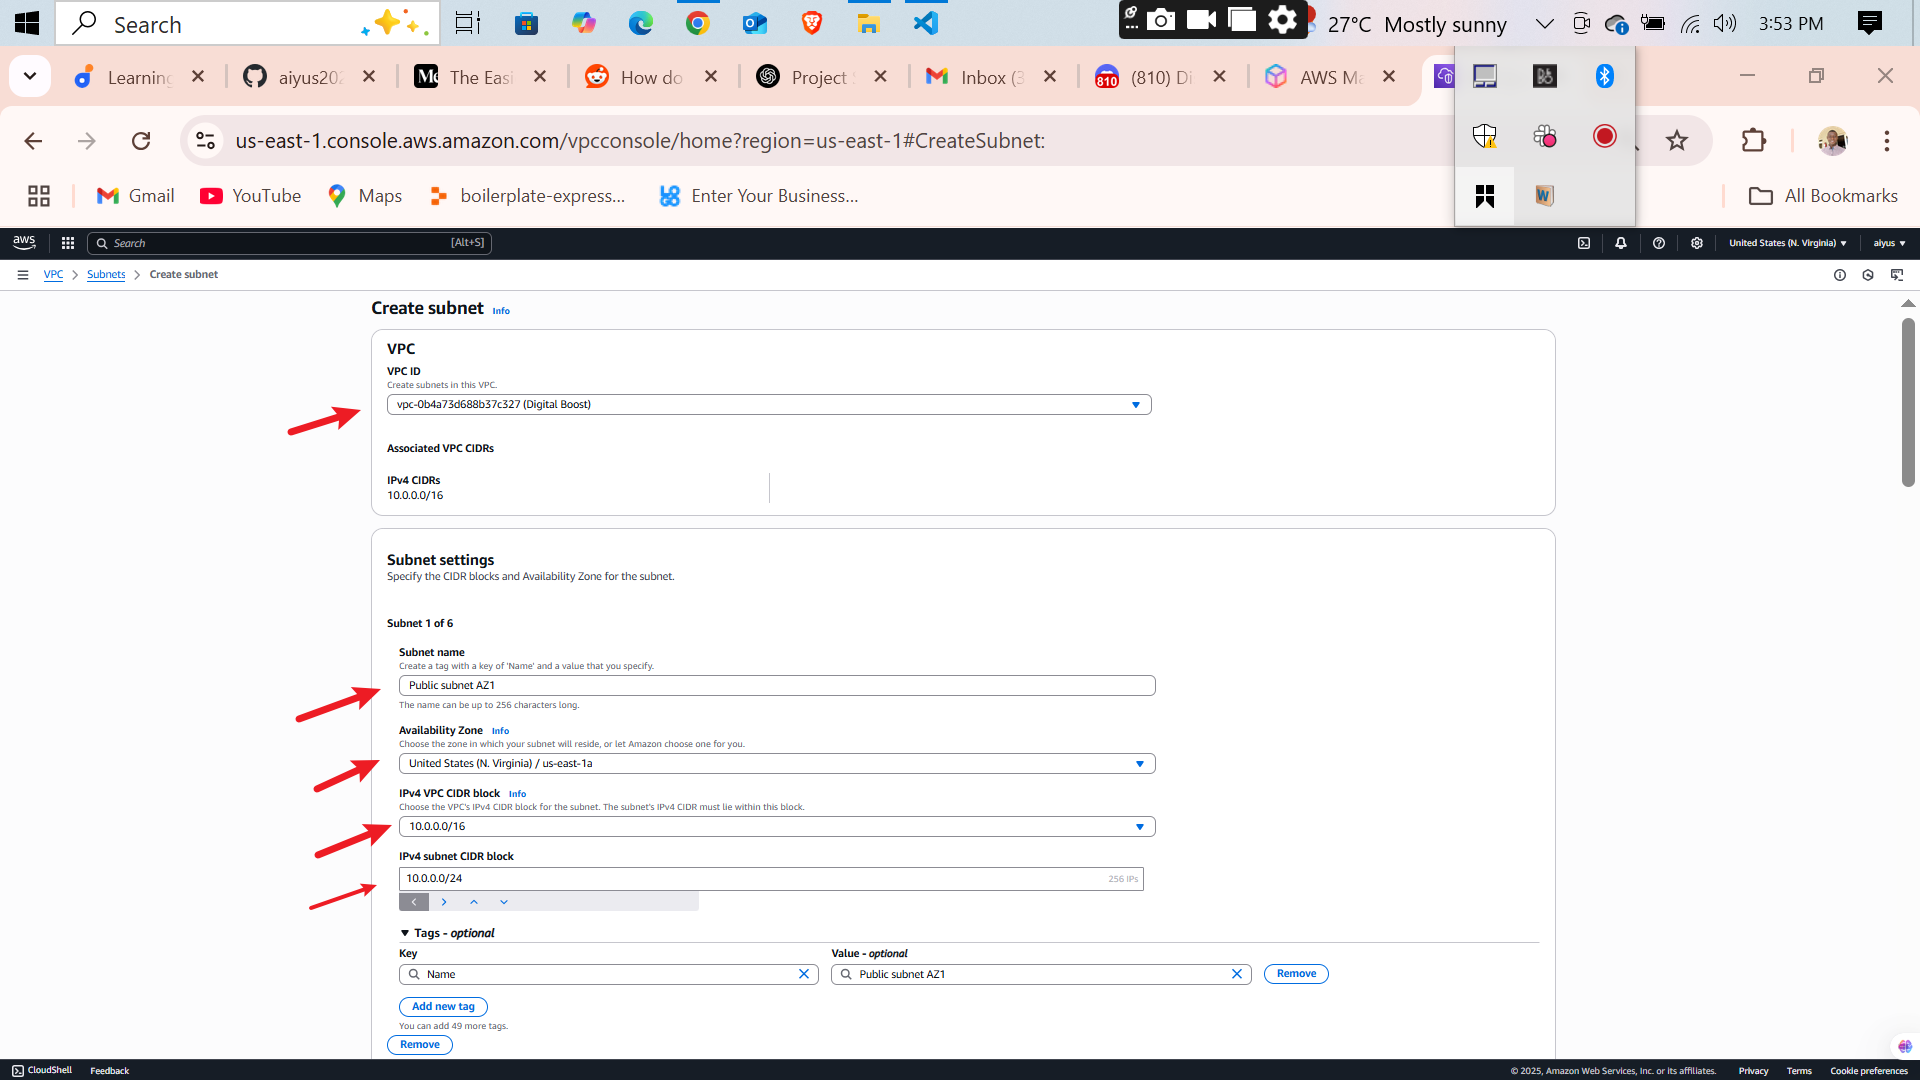 Search
27°C Mostly sunny
3:53 PM
Learning
aiyus202
The Easi
How do
Project
Inbox (3
810
(810) Di
AWS Ma
us-east-1.console.aws.amazon.com/vpcconsole/home?region=us-east-1#CreateSubnet:
Gmail
YouTube
Maps
boilerplate-express...
Enter Your Business...
All Bookmarks
aws
Search
[Alt+S]
United States (N. Virginia)
aiyus
VPC
Subnets
Create subnet
Create subnet Info
VPC
VPC ID
Create subnets in this VPC.
vpc-0b4a73d688b37c327 (Digital Boost)
Associated VPC CIDRs
IPv4 CIDRs
10.0.0.0/16
Subnet settings
Specify the CIDR blocks and Availability Zone for the subnet.
Subnet 1 of 6
Subnet name
Create a tag with a key of 'Name' and a value that you specify.
Public subnet AZ1
The name can be up to 256 characters long.
Availability Zone Info
Choose the zone in which your subnet will reside, or let Amazon choose one for you.
United States (N. Virginia) / us-east-1a
IPv4 VPC CIDR block Info
Choose the VPC's IPv4 CIDR block for the subnet. The subnet's IPv4 CIDR must lie within this block.
10.0.0.0/16
IPv4 subnet CIDR block
10.0.0.0/24
256 IPs
Tags - optional
Key
Value - optional
Name
Public subnet AZ1
Remove
Add new tag
You can add 49 more tags.
Remove
CloudShell
Feedback
© 2025, Amazon Web Services, Inc. or its affiliates.
Privacy
Terms
Cookie preferences